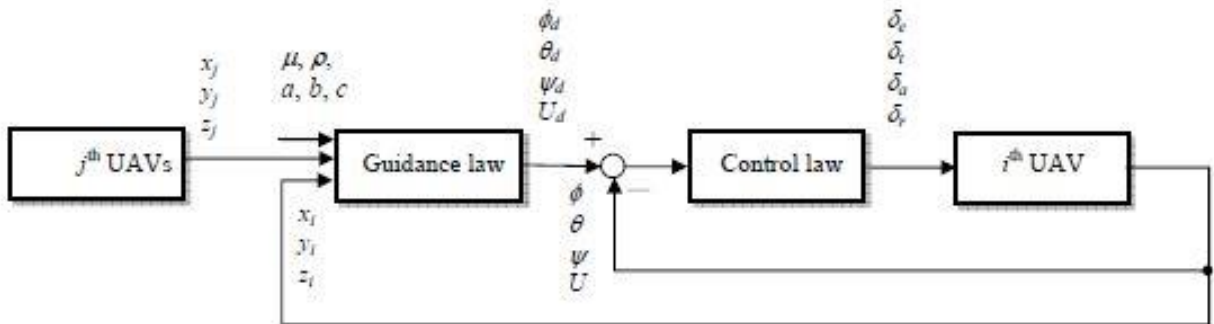 x_j
y_j
z_j
μ, ρ,
a, b, c
ϕ_d
θ_d
ψ_d
U_d
δ_e
δ_t
δ_a
δ_r
j^th UAVs
Guidance law
+
−
Control law
i^th UAV
x_i
y_i
z_i
ϕ
θ
ψ
U